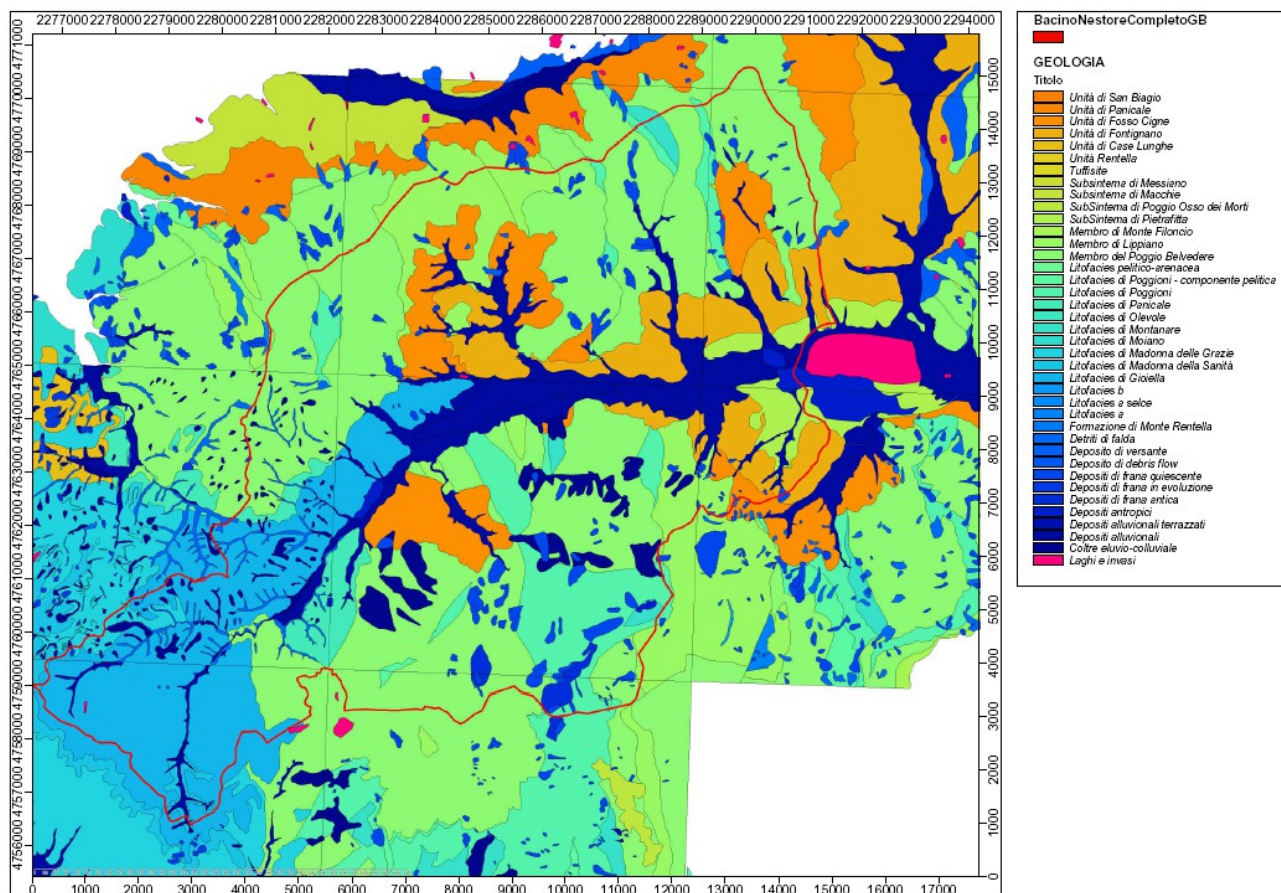 2277000 2278000 2279000 2280000 2281000 2282000 2283000 2284000 2285000 2286000 2287000 2288000 2289000 2290000 2291000 2292000 2293000 2294000
4771000
4770000
4769000
4768000
4767000
4766000
4765000
4764000
4763000
4762000
4761000
4760000
4759000
4758000
4757000
4756000
15000
14000
13000
12000
11000
10000
9000
8000
7000
6000
5000
4000
3000
2000
1000
0
0 1000 2000 3000 4000 5000 6000 7000 8000 9000 10000 11000 12000 13000 14000 15000 16000 17000
BacinoNestoreCompletoGB
GEOLOGIA
Titolo
Unità di San Biagio
Unità di Panicale
Unità di Fosso Cigne
Unità di Fontignano
Unità di Case Lunghe
Unità Rentella
Tuffisite
Subsintema di Messiano
Subsintema di Macchie
SubSintema di Poggio Osso dei Morti
SubSintema di Pietrafitta
Membro di Monte Filoncio
Membro di Lippiano
Membro del Poggio Belvedere
Litofacies pelitico-arenacea
Litofacies di Poggioni - componente pelitica
Litofacies di Poggioni
Litofacies di Panicale
Litofacies di Olevole
Litofacies di Montanare
Litofacies di Moiano
Litofacies di Madonna delle Grazie
Litofacies di Madonna della Sanità
Litofacies di Gioiella
Litofacies b
Litofacies a selce
Litofacies a
Formazione di Monte Rentella
Detriti di falda
Deposito di versante
Deposito di debris flow
Depositi di frana quiescente
Depositi di frana in evoluzione
Depositi di frana antica
Depositi antropici
Depositi alluvionali terrazzati
Depositi alluvionali
Coltre eluvio-colluviale
Laghi e invasi